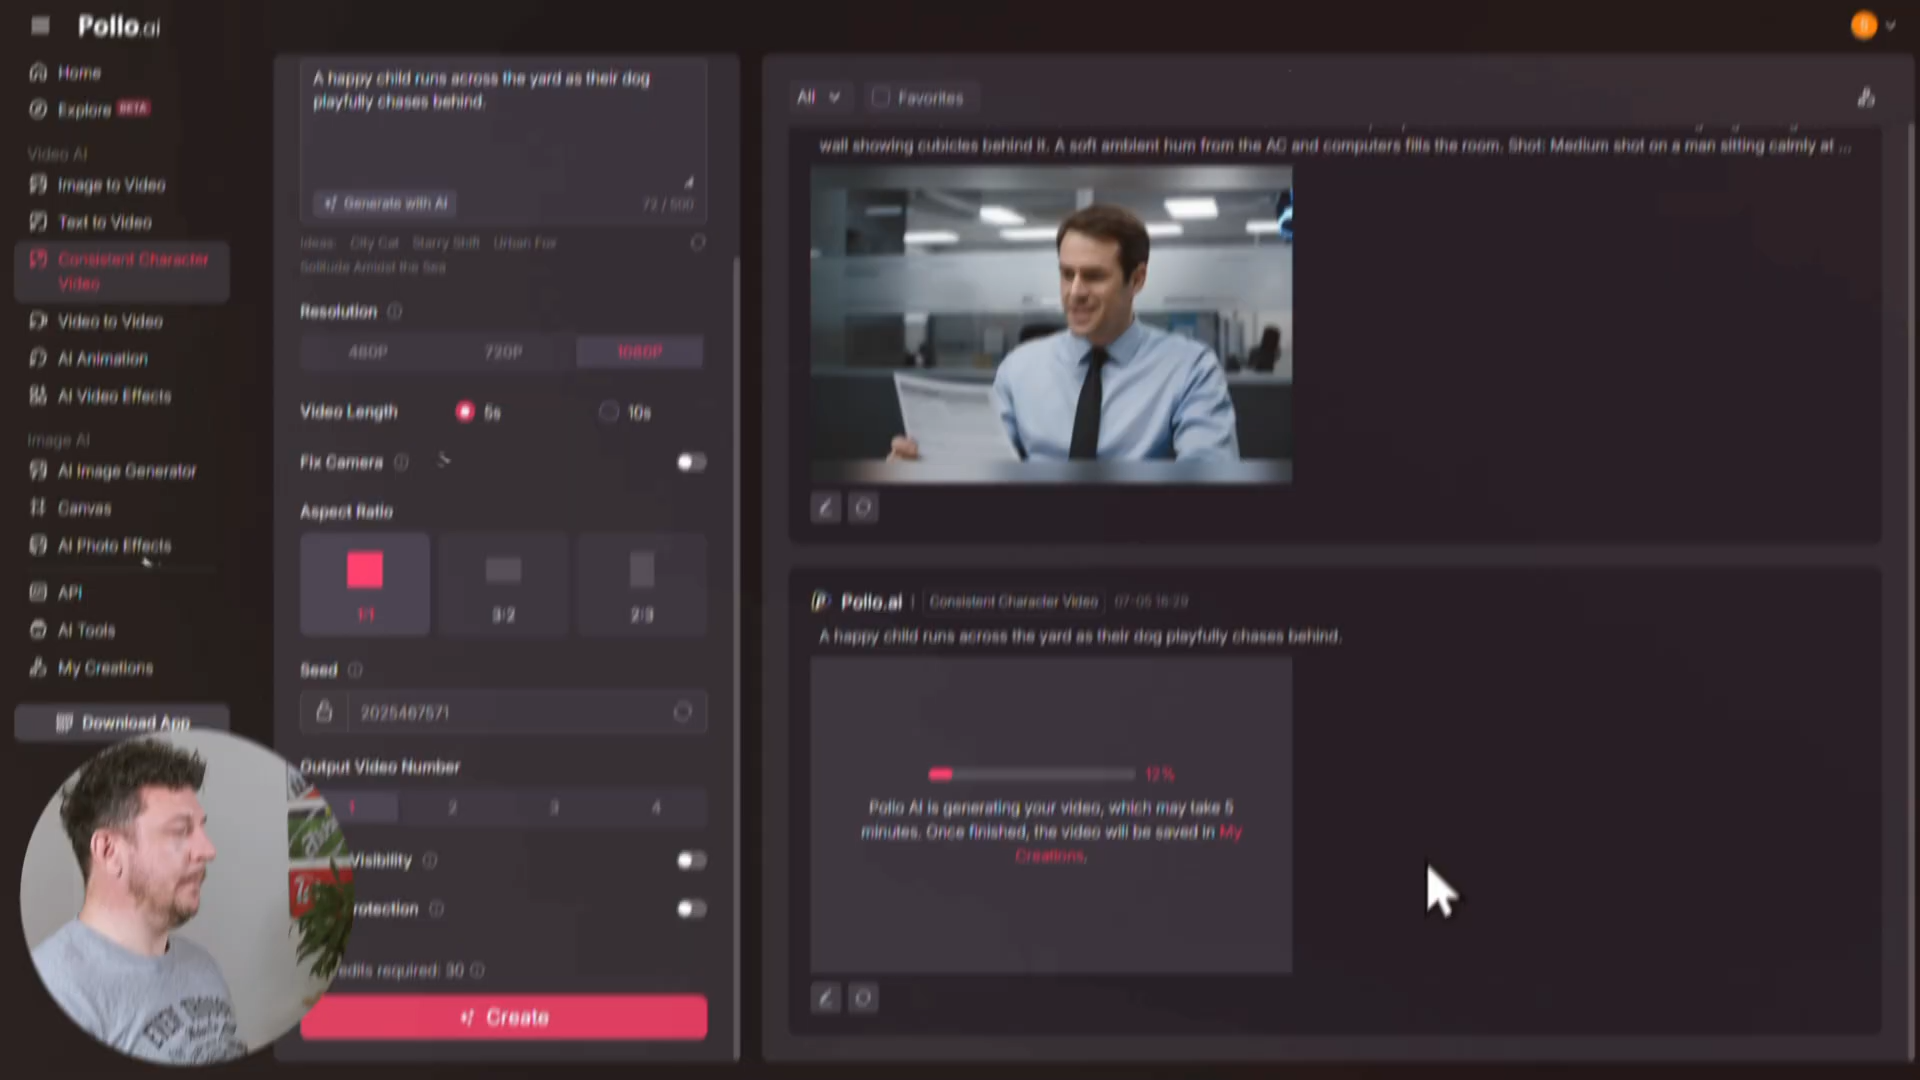 Pollo.ai
Home
Explore BETA
Video AI
Image to Video
Text to Video
Consistent Character
Video
Video to Video
AI Animation
AI Video Effects
Image AI
AI Image Generator
Canvas
AI Photo Effects
API
AI Tools
My Creations
Download App
A happy child runs across the yard as their dog
playfully chases behind.
Generate with AI
72 / 500
Ideas: City Cat Starry Shift Urban Fox
Solitude Amidst the Sea
Resolution
480P 720P 1080P
Video Length 5s 10s
Fix Camera
Aspect Ratio
1:1 3:2 2:3
Seed
2025467571
Output Video Number
1 2 3 4
Visibility
rotection
edits required: 30
Create
All Favorites
wall showing cubicles behind it. A soft ambient hum from the AC and computers fills the room. Shot: Medium shot on a man sitting calmly at ...
Pollo.ai | Consistent Character Video 07-05 16:29
A happy child runs across the yard as their dog playfully chases behind.
12%
Pollo AI is generating your video, which may take 5
minutes. Once finished, the video will be saved in My
Creations.